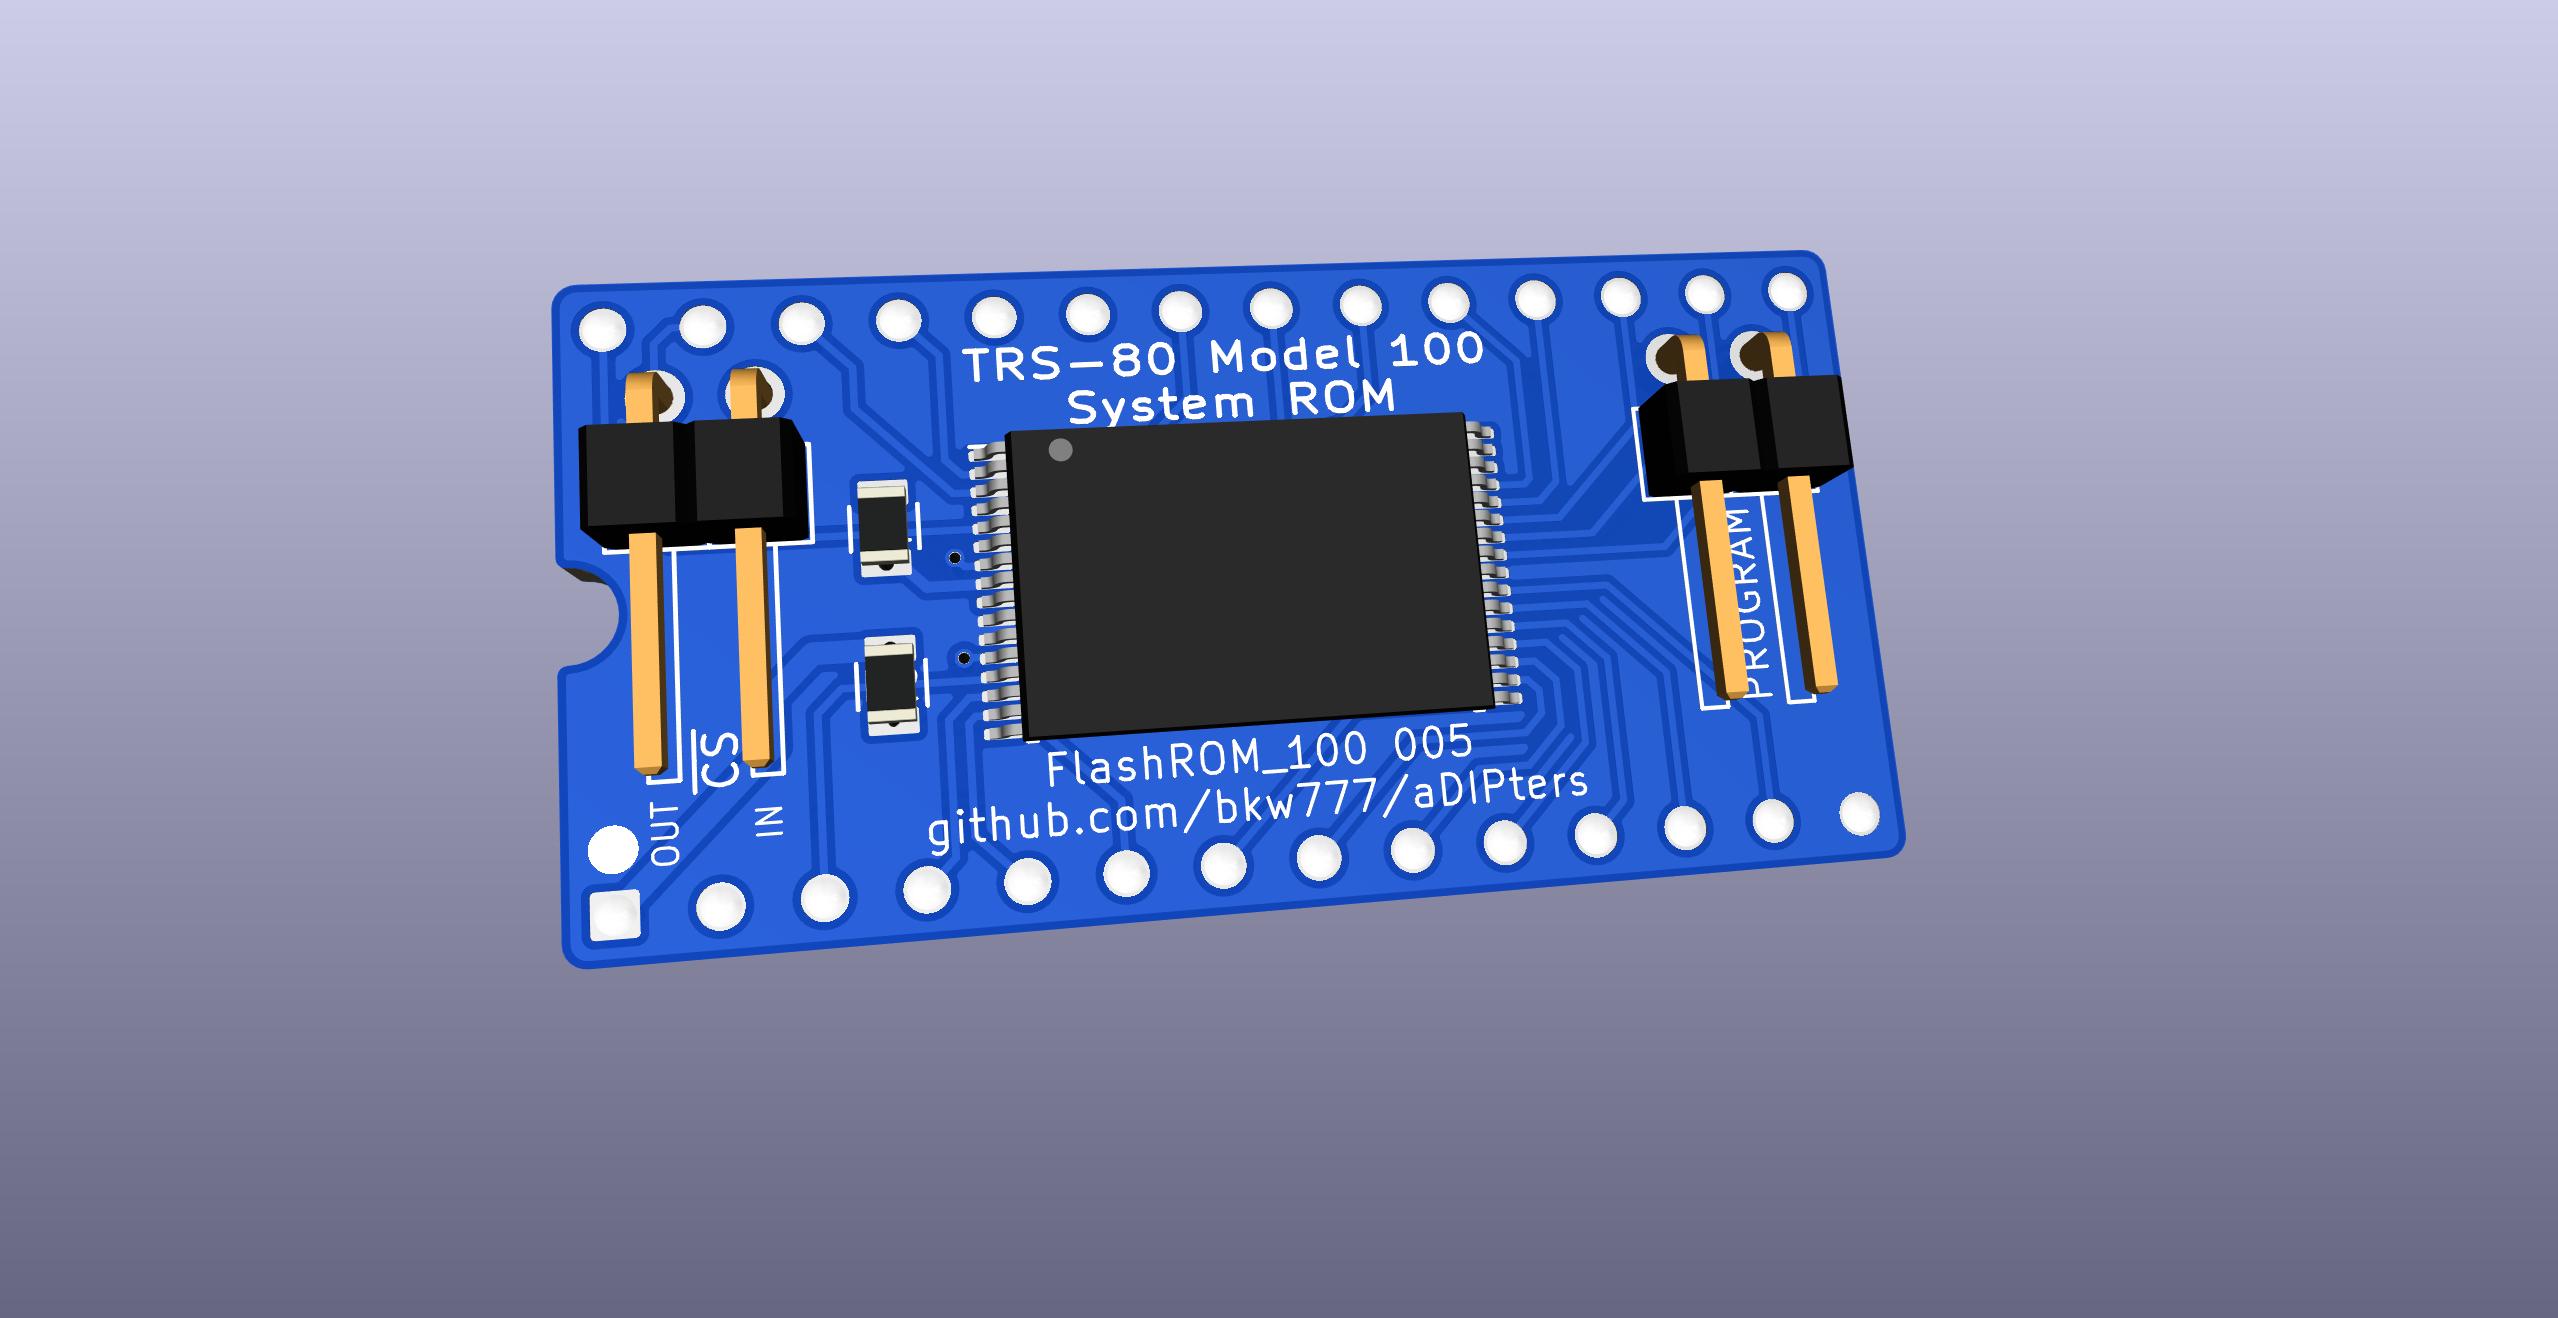 TRS-80 Model 100
System ROM
PROGRAM
CS
OUT
IN
FlashROM_100 005
github.com/bkw777/aDIPters